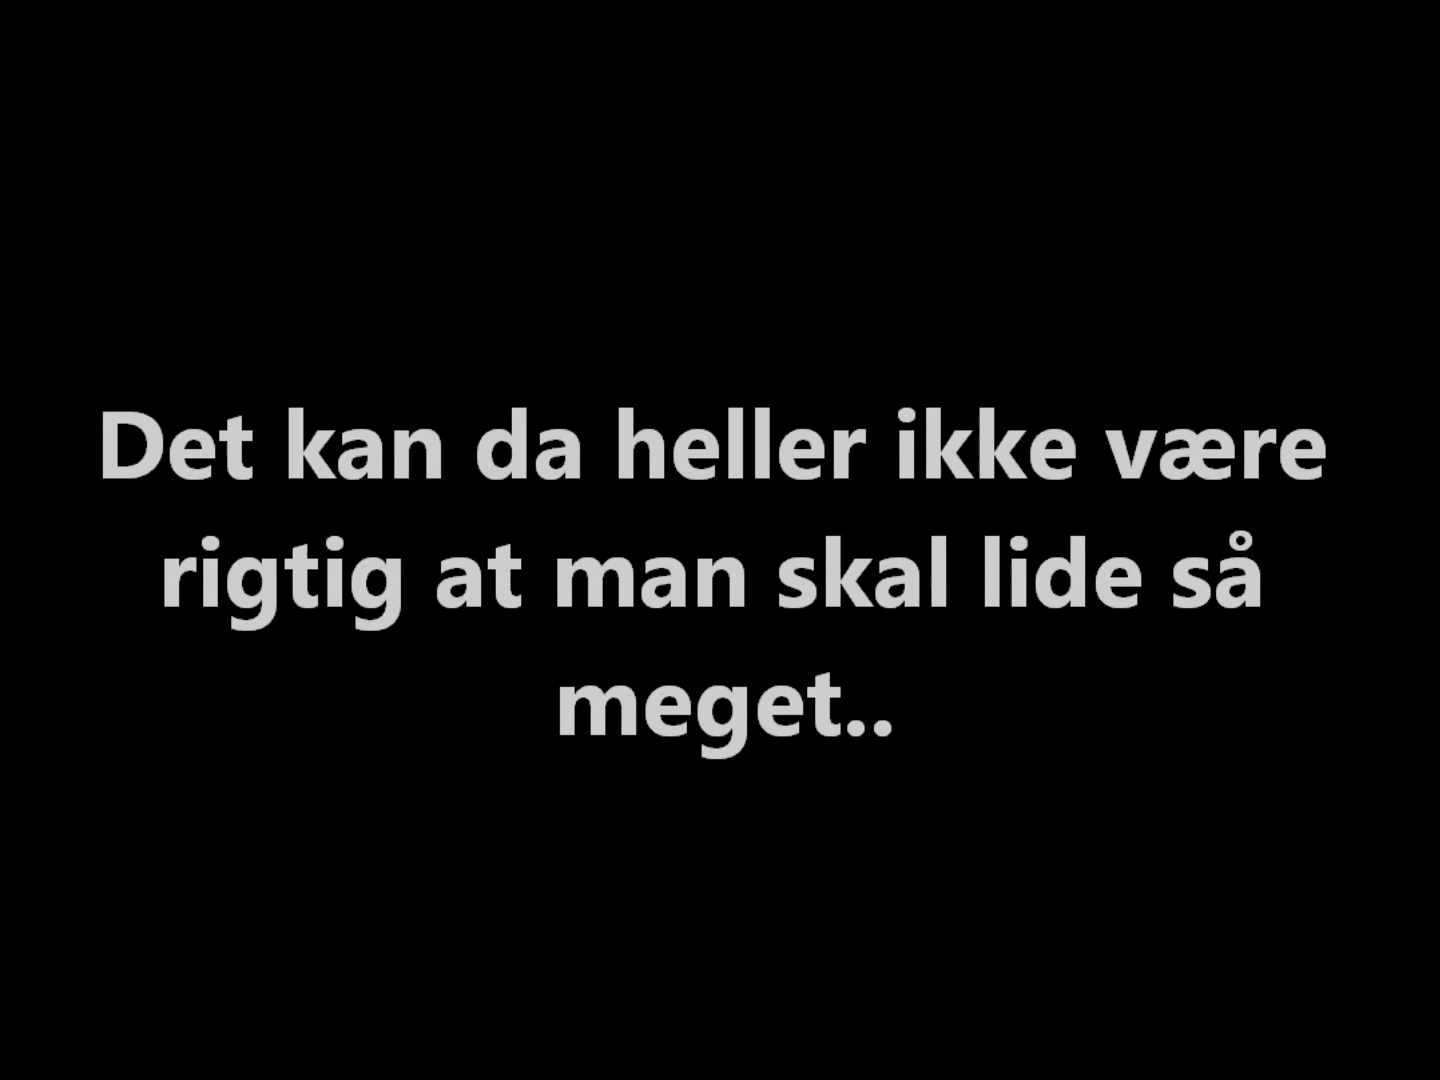 Det kan da heller ikke være
rigtig at man skal lide så
meget..